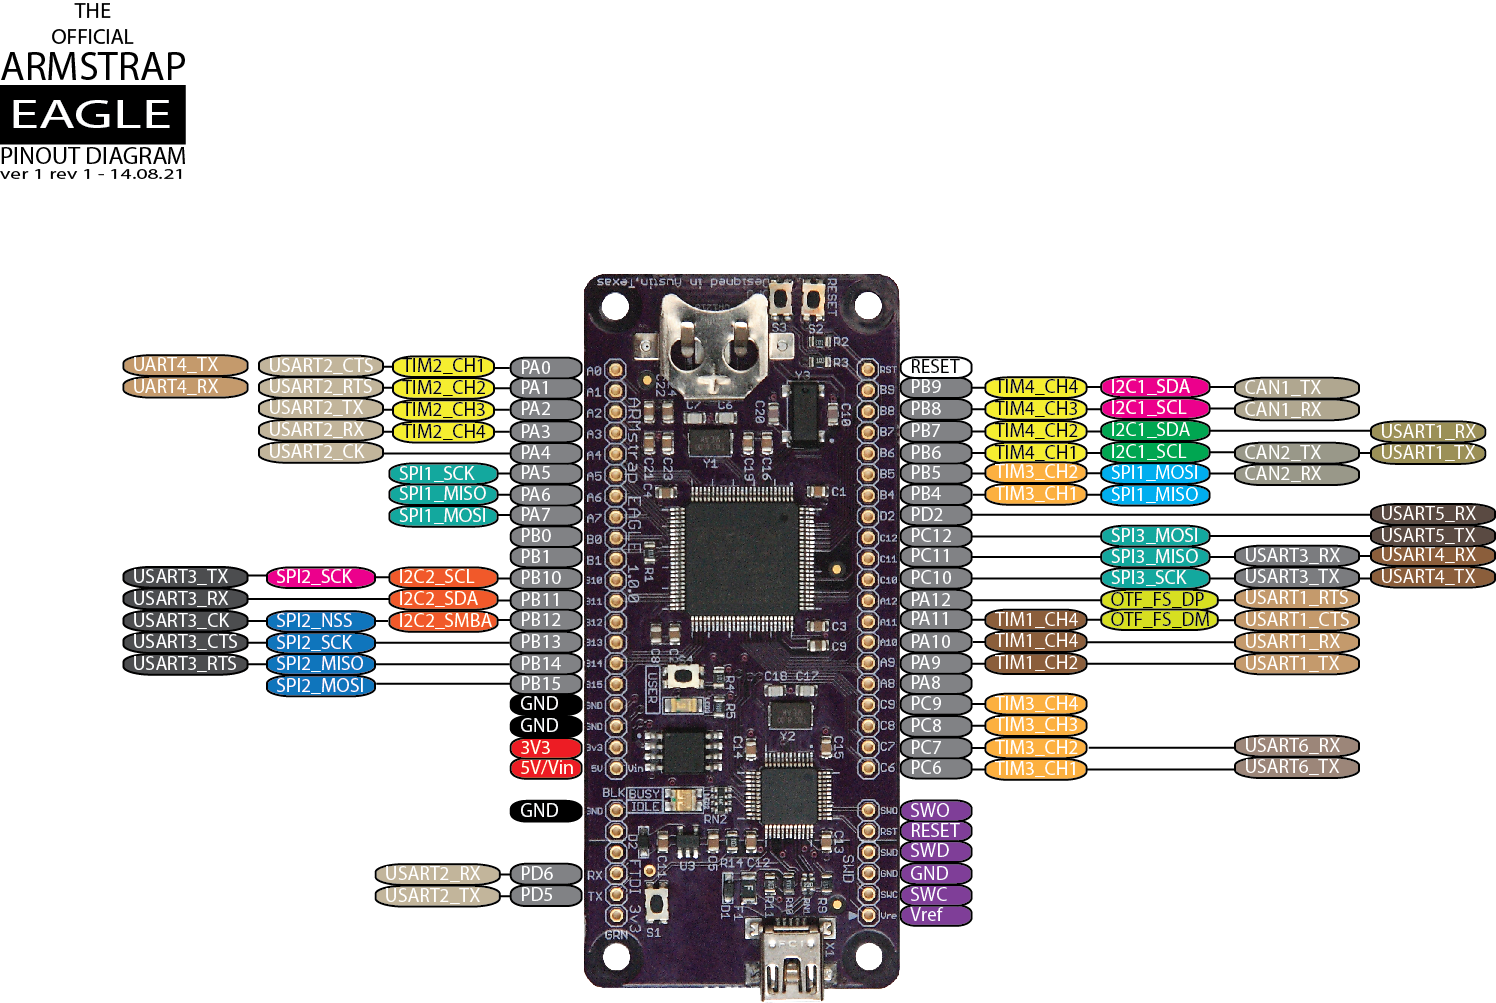 THE
OFFICIAL
ARMSTRAP
EAGLE
PINOUT DIAGRAM
ver 1 rev 1 - 14.08.21
Designed in Austin, Texas
RESET
S3 S2
R2
R3
UART4_TX USART2_CTS TIM2_CH1 PA0 A0
UART4_RX USART2_RTS TIM2_CH2 PA1 A1
USART2_TX TIM2_CH3 PA2 A2
USART2_RX TIM2_CH4 PA3 A3
USART2_CK PA4 A4
SPI1_SCK PA5 A5
SPI1_MISO PA6 A6
SPI1_MOSI PA7 A7
PB0 B0
PB1 B1
USART3_TX SPI2_SCK I2C2_SCL PB10 B10
USART3_RX I2C2_SDA PB11 B11
USART3_CK SPI2_NSS I2C2_SMBA PB12 B12
USART3_CTS SPI2_SCK PB13 B13
USART3_RTS SPI2_MISO PB14 B14
SPI2_MOSI PB15 B15
GND GND
GND GND
3V3 3v3
5V/Vin 5V Vin
GND GND
USART2_RX PD6 RX
USART2_TX PD5 TX
ARMstrap EAGLE 1.0.0
C22
C7 C6
Y3
C20
C10
Y1
C21 C23
C19 C16
C4
C1
R1
C3
C9
C8
USER
R4
R5
C18 C17
Y2
C14
C15
BLK BUSY
IDLE
RN2
D2
C11
C5
R14 C12
C13
FTDI 3v3
SWD
D1
F1
R11
R9
S1
GRN
X1
RST RESET
B9 PB9 TIM4_CH4 I2C1_SDA CAN1_TX
B8 PB8 TIM4_CH3 I2C1_SCL CAN1_RX
B7 PB7 TIM4_CH2 I2C1_SDA USART1_RX
B6 PB6 TIM4_CH1 I2C1_SCL CAN2_TX USART1_TX
B5 PB5 TIM3_CH2 SPI1_MOSI CAN2_RX
B4 PB4 TIM3_CH1 SPI1_MISO
D2 PD2 USART5_RX
C12 PC12 SPI3_MOSI USART5_TX
C11 PC11 SPI3_MISO USART3_RX USART4_RX
C10 PC10 SPI3_SCK USART3_TX USART4_TX
A12 PA12 OTF_FS_DP USART1_RTS
A11 PA11 TIM1_CH4 OTF_FS_DM USART1_CTS
A10 PA10 TIM1_CH4 USART1_RX
A9 PA9 TIM1_CH2 USART1_TX
A8 PA8
C9 PC9 TIM3_CH4
C8 PC8 TIM3_CH3
C7 PC7 TIM3_CH2 USART6_RX
C6 PC6 TIM3_CH1 USART6_TX
SWO SWO
RST RESET
SWD SWD
GND GND
SWC SWC
Vre Vref